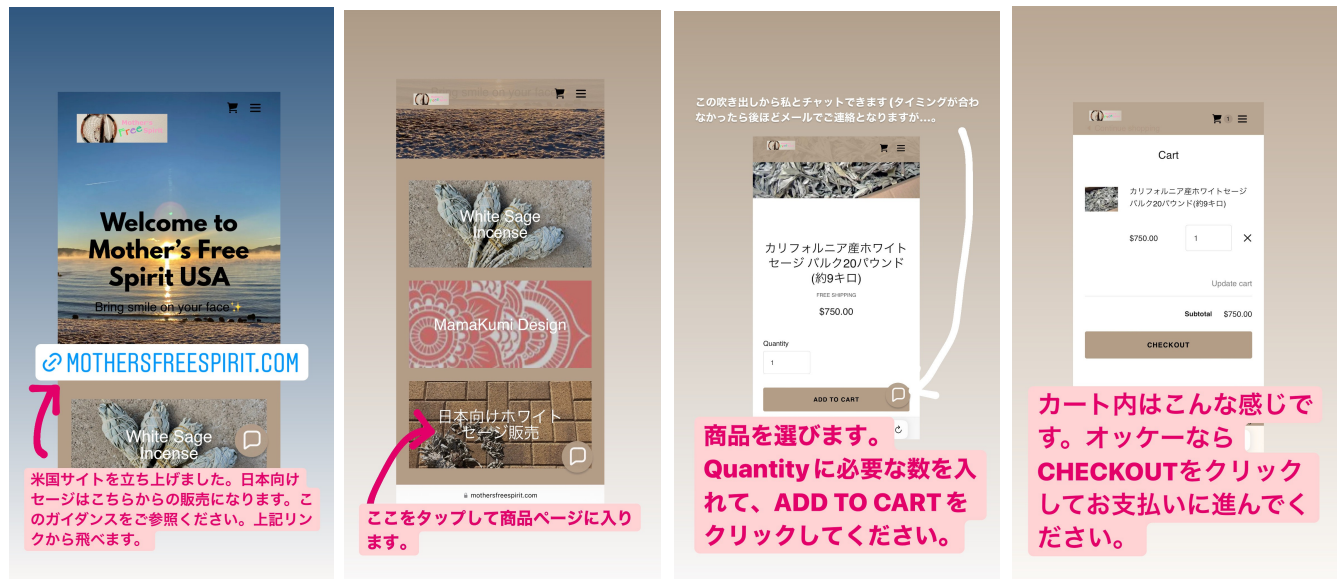 Mother's
Free Spirit
Welcome to
Mother's Free
Spirit USA
Bring smile on your face✨
MOTHERSFREESPIRIT.COM
White Sage
Incense
米国サイトを立ち上げました。日本向け
セージはこちらからの販売になります。こ
のガイダンスをご参照ください。上記リン
クから飛べます。
Bring smile on your face
White Sage
Incense
MamaKumi Design
日本向けホワイト
セージ販売
mothersfreespirit.com
ここをタップして商品ページに入り
ます。
この吹き出しから私とチャットできます(タイミングが合わ
なかったら後ほどメールでご連絡となりますが...。
カリフォルニア産ホワイト
セージ バルク20パウンド
(約9キロ)
FREE SHIPPING
$750.00
Quantity
1
ADD TO CART
商品を選びます。
Quantityに必要な数を入
れて、ADD TO CARTを
クリックしてください。
1
Cart
カリフォルニア産ホワイトセージ
バルク20パウンド(約9キロ)
$750.00
1
Update cart
Subtotal $750.00
CHECKOUT
カート内はこんな感じで
す。オッケーなら
CHECKOUTをクリック
してお支払いに進んでく
ださい。